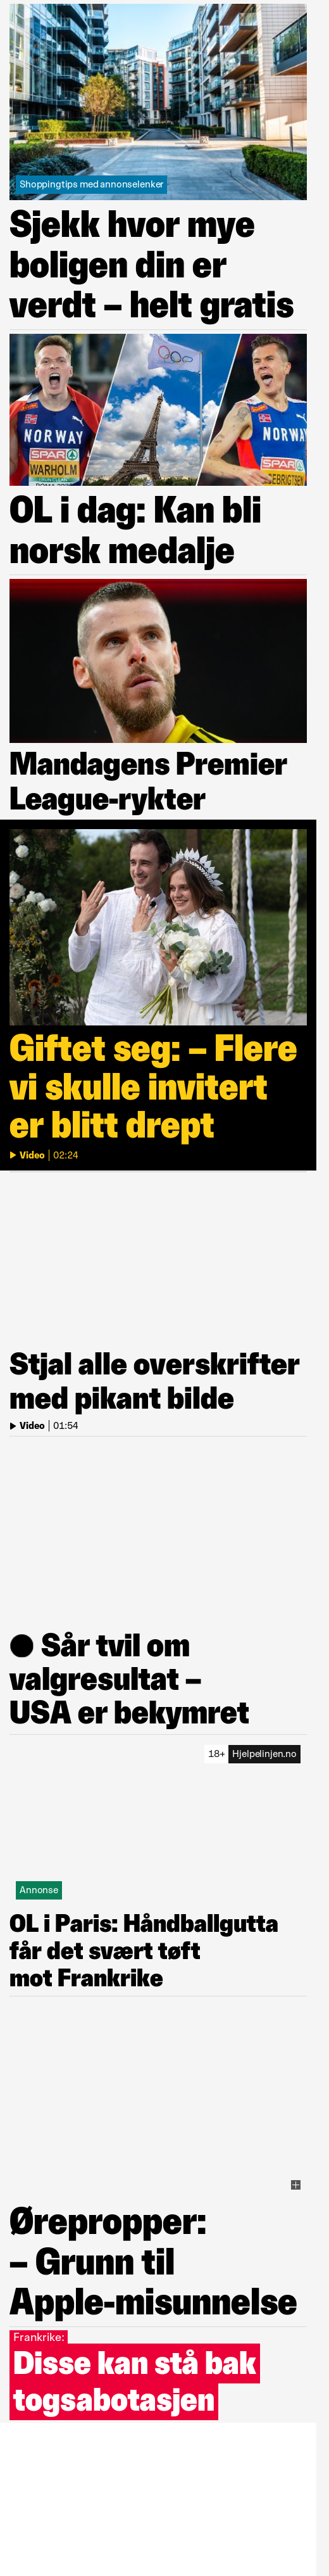 Shoppingtips med annonselenker
Sjekk hvor mye
boligen din er
verdt – helt gratis
NORWAY
SPAR
WARHOLM
NORWAY
SPAR
OL i dag: Kan bli
norsk medalje
Mandagens Premier
League-rykter
Giftet seg: – Flere
vi skulle invitert
er blitt drept
Video | 02:24
Stjal alle overskrifter
med pikant bilde
Video | 01:54
Sår tvil om
valgresultat –
USA er bekymret
18+ Hjelpelinjen.no
Annonse
OL i Paris: Håndballgutta
får det svært tøft
mot Frankrike
Ørepropper:
– Grunn til
Apple-misunnelse
Frankrike:
Disse kan stå bak
togsabotasjen